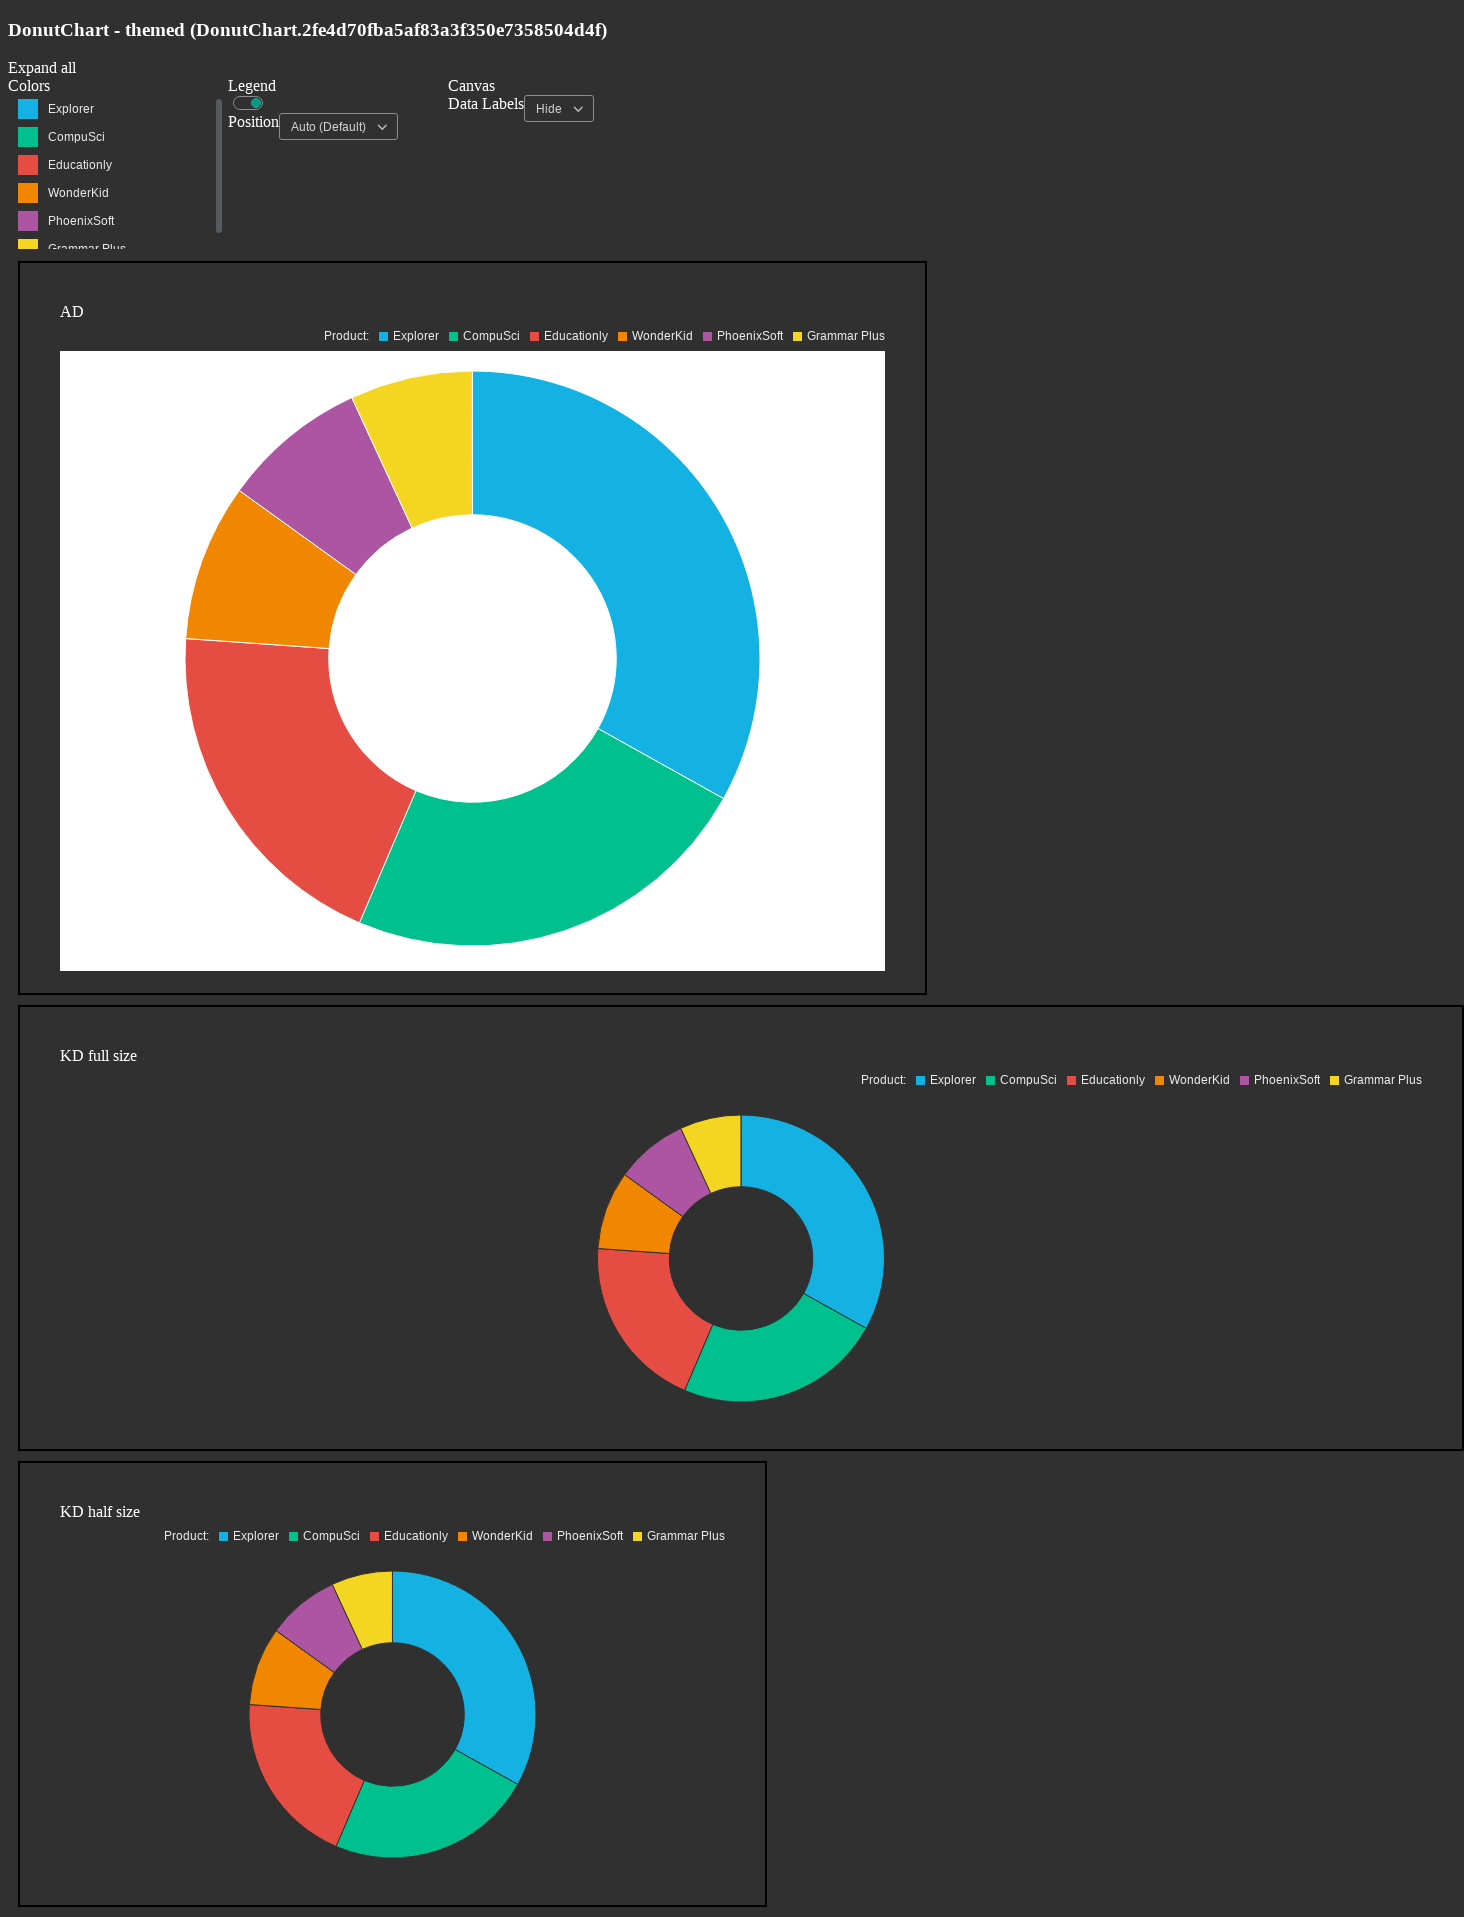 DonutChart - themed (DonutChart.2fe4d70fba5af83a3f350e7358504d4f)
Expand all
Colors
Explorer
CompuSci
Educationly
WonderKid
PhoenixSoft
Grammar Plus
Legend
Position Auto (Default)
Canvas
Data Labels Hide
AD
Product: Explorer CompuSci Educationly WonderKid PhoenixSoft Grammar Plus
KD full size
Product: Explorer CompuSci Educationly WonderKid PhoenixSoft Grammar Plus
KD half size
Product: Explorer CompuSci Educationly WonderKid PhoenixSoft Grammar Plus